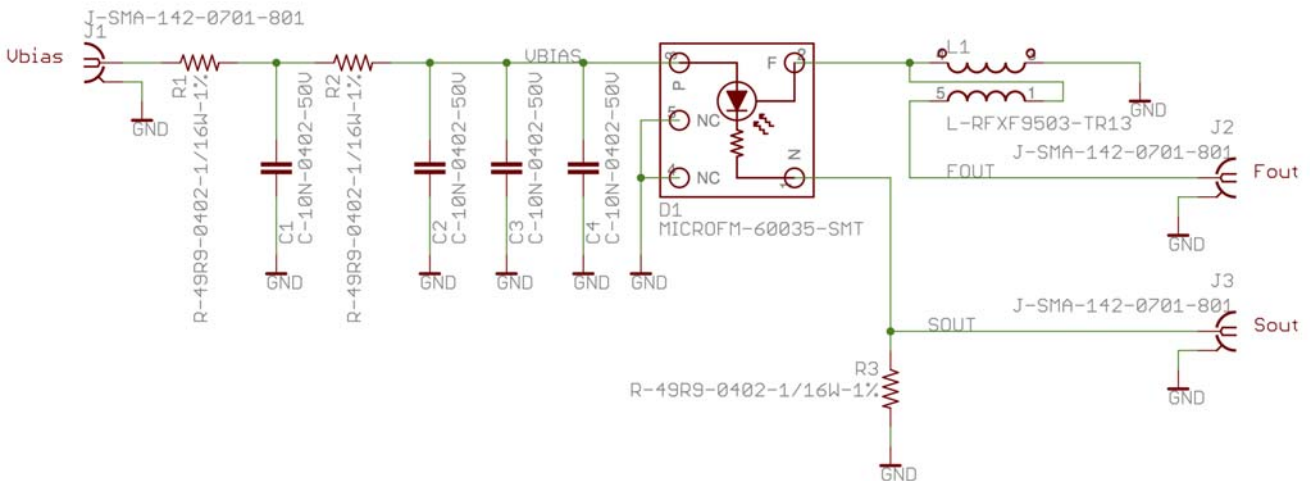 J-SMA-142-0701-801
J1
Vbias
GND
R1
R-49R9-0402-1/16W-1%
C1
C-10N-0402-50V
GND
R2
R-49R9-0402-1/16W-1%
C2
C-10N-0402-50V
GND
C3
C-10N-0402-50V
GND
VBIAS
C4
C-10N-0402-50V
GND
P
5
NC
4
NC
F
2
N
1
D1
MICROFM-60035-SMT
GND
L1
5
1
L-RFXF9503-TR13
GND
J2
J-SMA-142-0701-801
FOUT
Fout
GND
J3
J-SMA-142-0701-801
SOUT
Sout
GND
R3
R-49R9-0402-1/16W-1%
GND